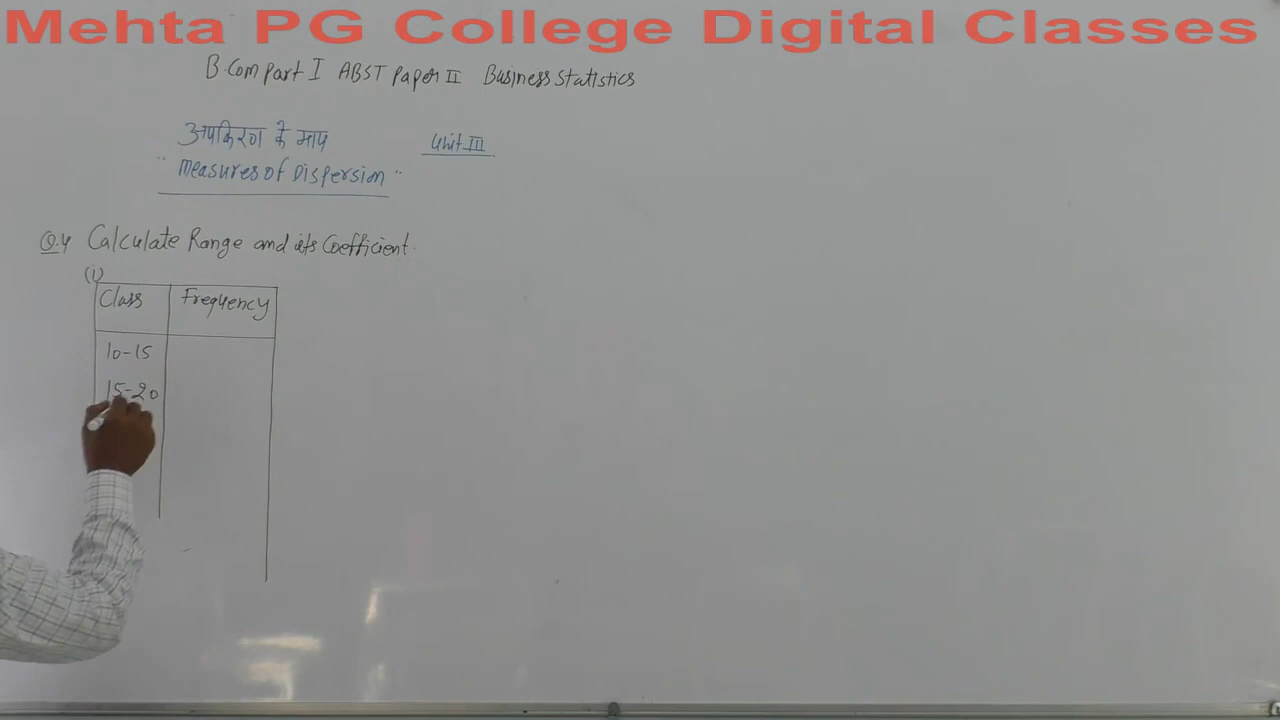 Mehta PG College Digital Classes
B.Com Part I ABST Paper II Business Statistics
अपकिरण के माप Unit III
"Measures of Dispersion"
Q.4 Calculate Range and its Coefficient.
(i)
Class Frequency
10-15
15-20